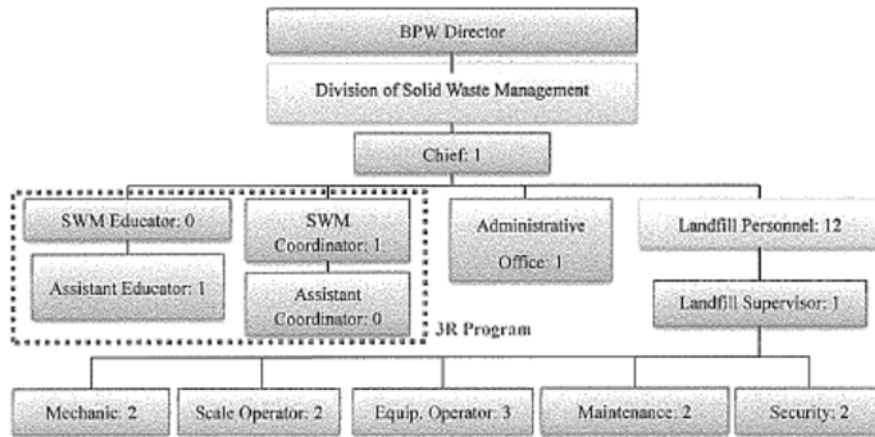 BPW Director
Division of Solid Waste Management
Chief: 1
SWM Educator: 0
SWM
Coordinator: 1
Administrative
Office: 1
Landfill Personnel: 12
Assistant Educator: 1
Assistant
Coordinator: 0
Landfill Supervisor: 1
3R Program
Mechanic: 2
Scale Operator: 2
Equip. Operator: 3
Maintenance: 2
Security: 2